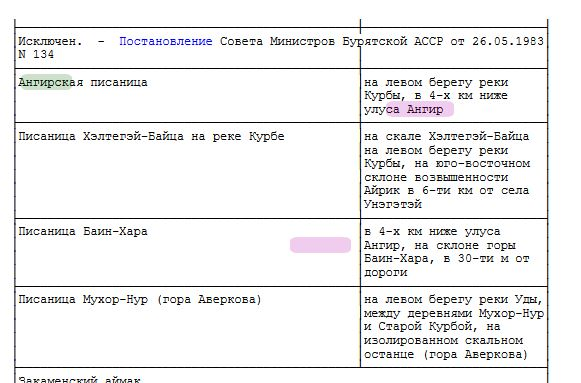 Исключен. - Постановление Совета Министров Бурятской АССР от 26.05.1983
N 134
Ангирская писаница
на левом берегу реки
Курбы, в 4-х км ниже
улуса Ангир
Писаница Хэлтегэй-Байца на реке Курбе
на скале Хэлтегэй-Байца
на левом берегу реки
Курбы, на юго-восточном
склоне возвышенности
Айрик в 6-ти км от села
Унэгэтэй
Писаница Баин-Хара
в 4-х км ниже улуса
Ангир, на склоне горы
Баин-Хара, в 30-ти м от
дороги
Писаница Мухор-Нур (гора Аверкова)
на левом берегу реки Уды,
между деревнями Мухор-Нур
и Старой Курбой, на
изолированном скальном
останце (гора Аверкова)
Закаменский аймак